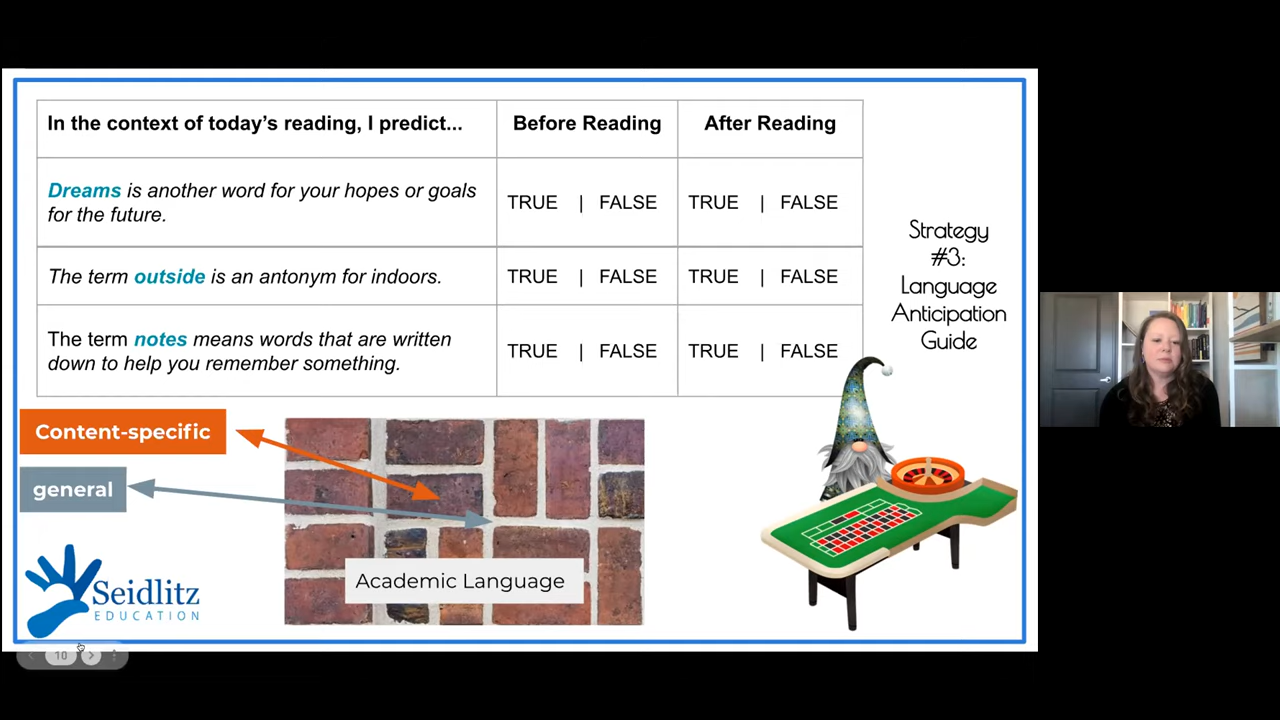 In the context of today's reading, I predict...
Before Reading
After Reading
Dreams is another word for your hopes or goals
for the future.
TRUE | FALSE
TRUE | FALSE
The term outside is an antonym for indoors.
TRUE | FALSE
TRUE | FALSE
The term notes means words that are written
down to help you remember something.
TRUE | FALSE
TRUE | FALSE
Strategy
#3:
Language
Anticipation
Guide
Content-specific
general
Academic Language
Seidlitz
EDUCATION
10